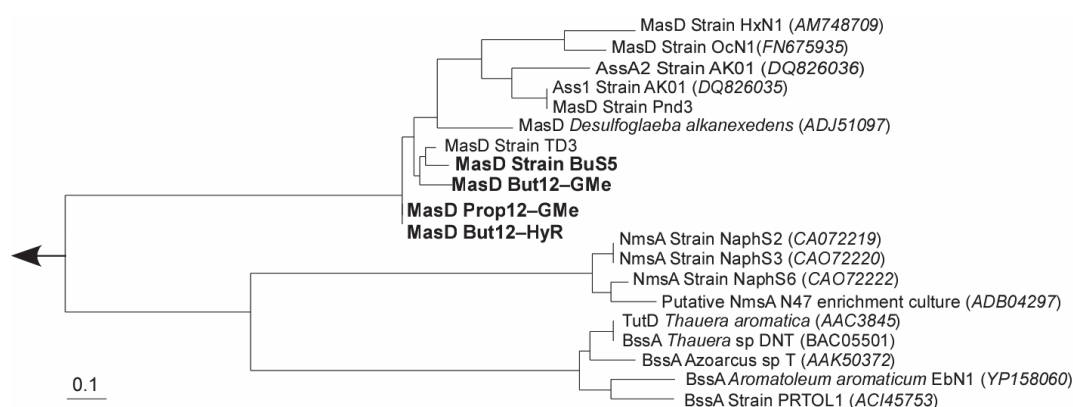 MasD Strain HxN1 (AM748709)
MasD Strain OcN1(FN675935)
AssA2 Strain AK01 (DQ826036)
Ass1 Strain AK01 (DQ826035)
MasD Strain Pnd3
MasD Desulfoglaeba alkanexedens (ADJ51097)
MasD Strain TD3
MasD Strain BuS5
MasD But12–GMe
MasD Prop12–GMe
MasD But12–HyR
NmsA Strain NaphS2 (CA072219)
NmsA Strain NaphS3 (CAO72220)
NmsA Strain NaphS6 (CAO72222)
Putative NmsA N47 enrichment culture (ADB04297)
TutD Thauera aromatica (AAC3845)
BssA Thauera sp DNT (BAC05501)
BssA Azoarcus sp T (AAK50372)
BssA Aromatoleum aromaticum EbN1 (YP158060)
BssA Strain PRTOL1 (ACI45753)
0.1